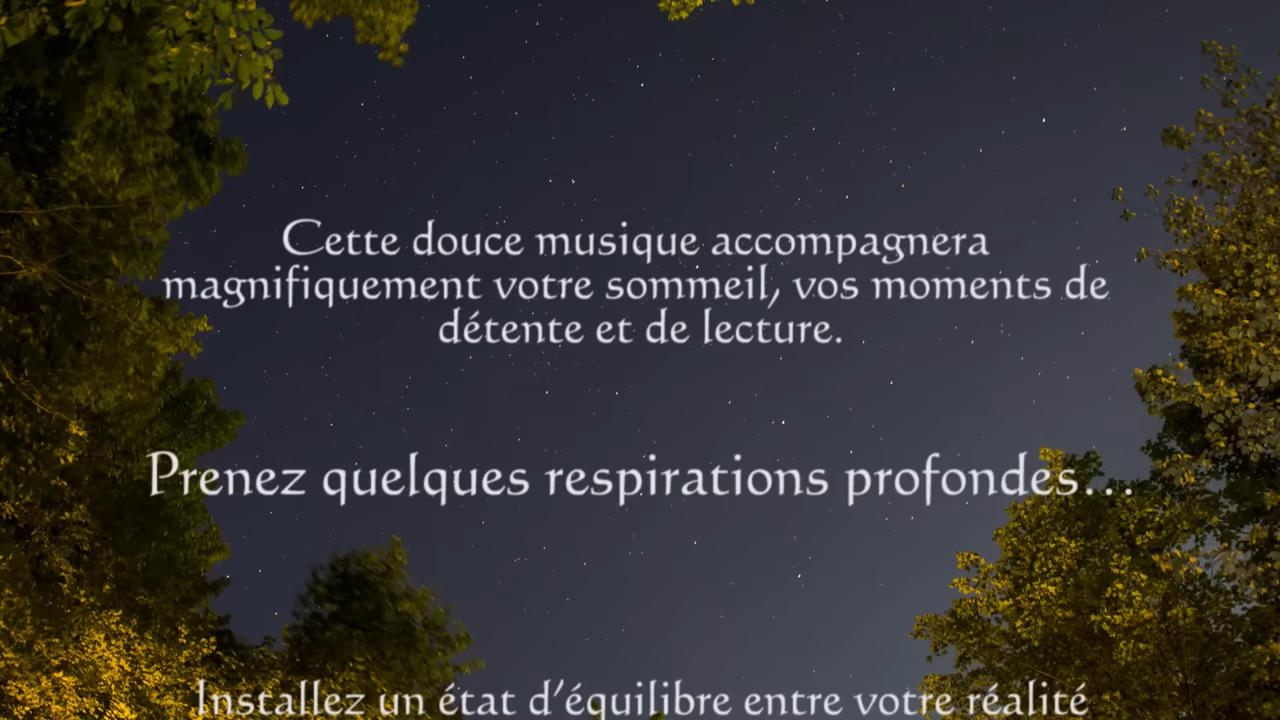 Cette douce musique accompagnera
magnifiquement votre sommeil, vos moments de
détente et de lecture.
Prenez quelques respirations profondes...
Installez un état d'équilibre entre votre réalité